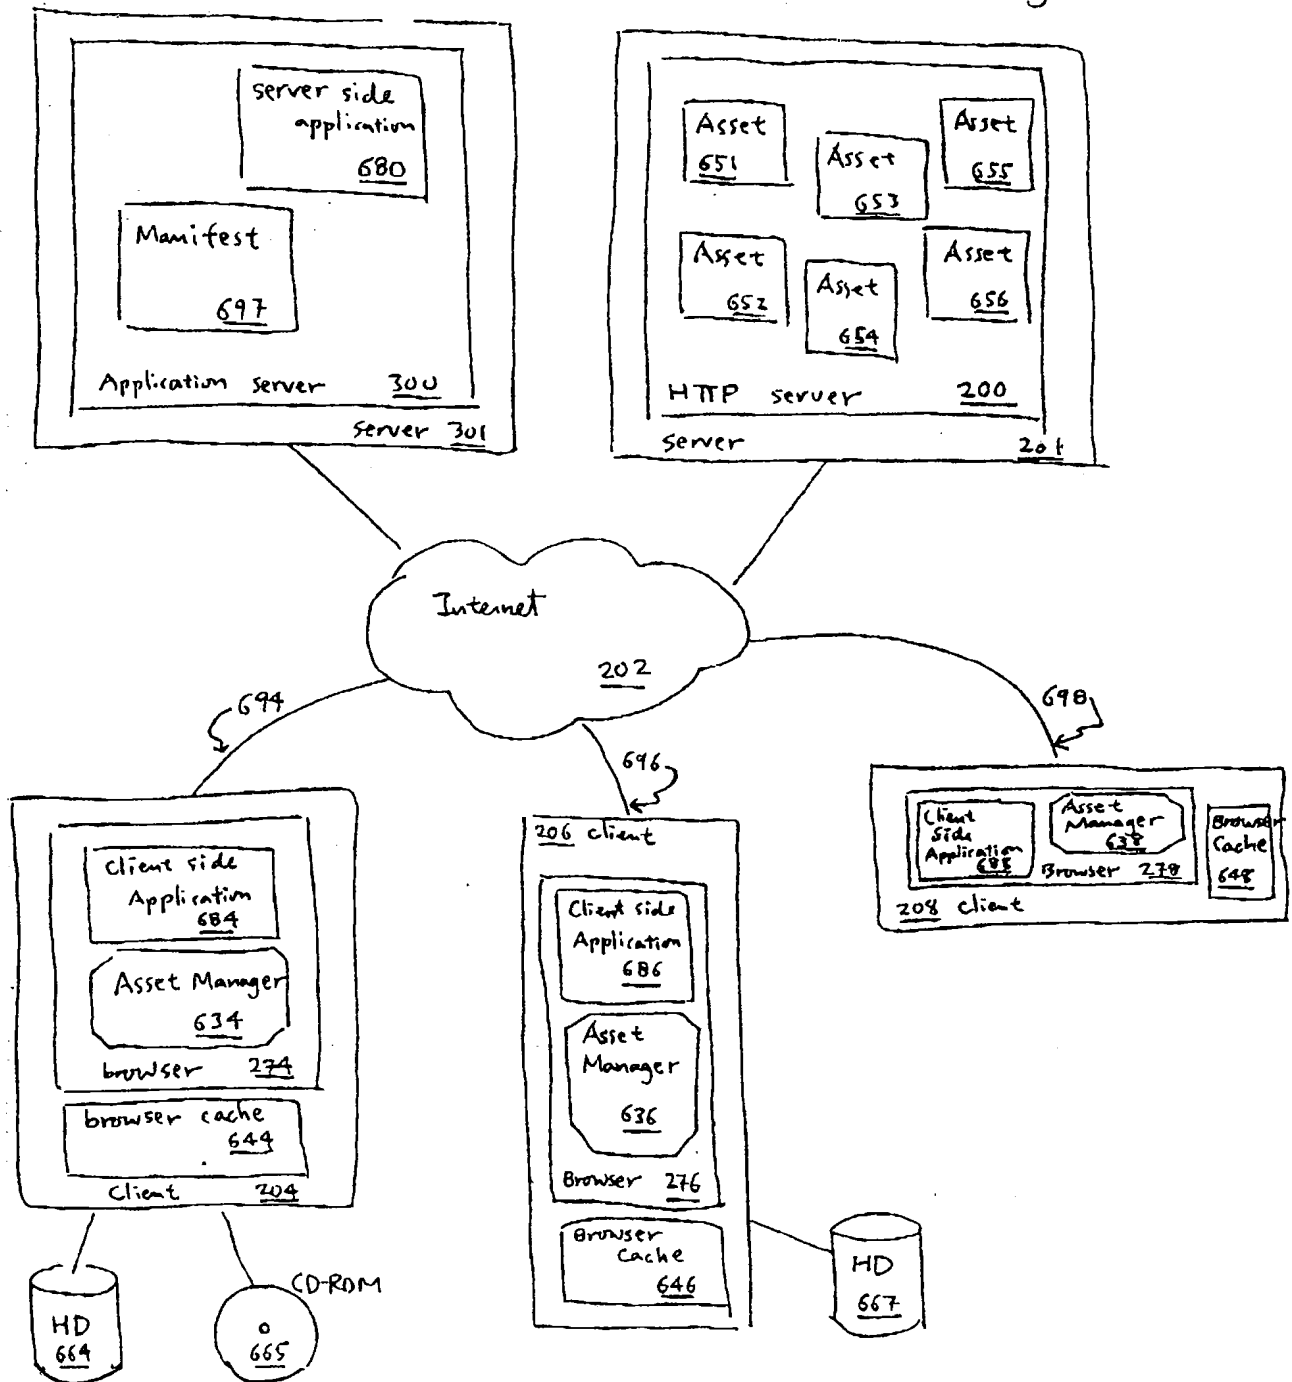 server side
application
680
Manifest
697
Application server 300
server 301
Asset
651
Asset
653
Asset
655
Asset
652
Asset
654
Asset
656
HTTP server 200
server 201
Internet
202
694
696
698
Client side
Application
684
Asset Manager
634
browser 274
browser cache
644
Client 204
HD
664
CD-ROM
665
206 Client
Client side
Application
686
Asset
Manager
636
Browser 276
Browser
Cache
646
HD
667
Client
Side
Application
688
Asset
Manager
638
Browser 278
Browser
Cache
648
208 Client